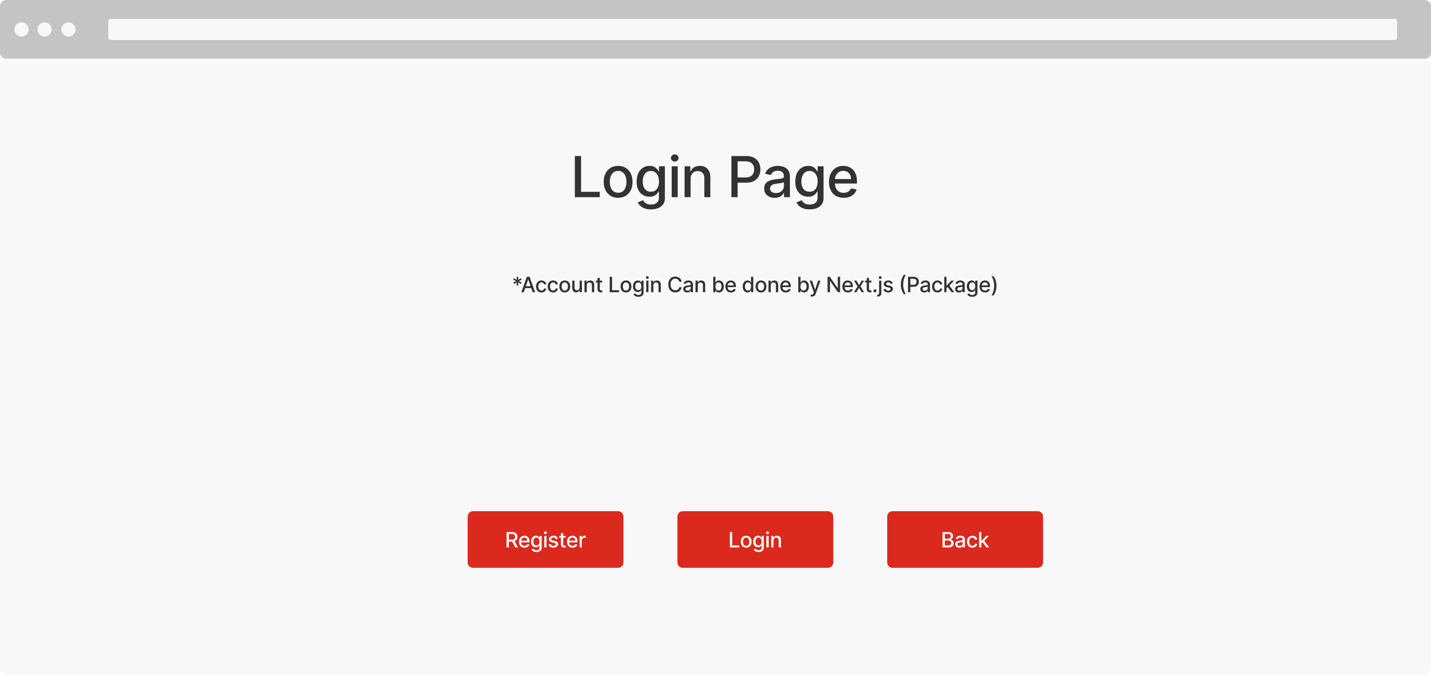 Login Page
*Account Login Can be done by Next.js (Package)
Register
Login
Back